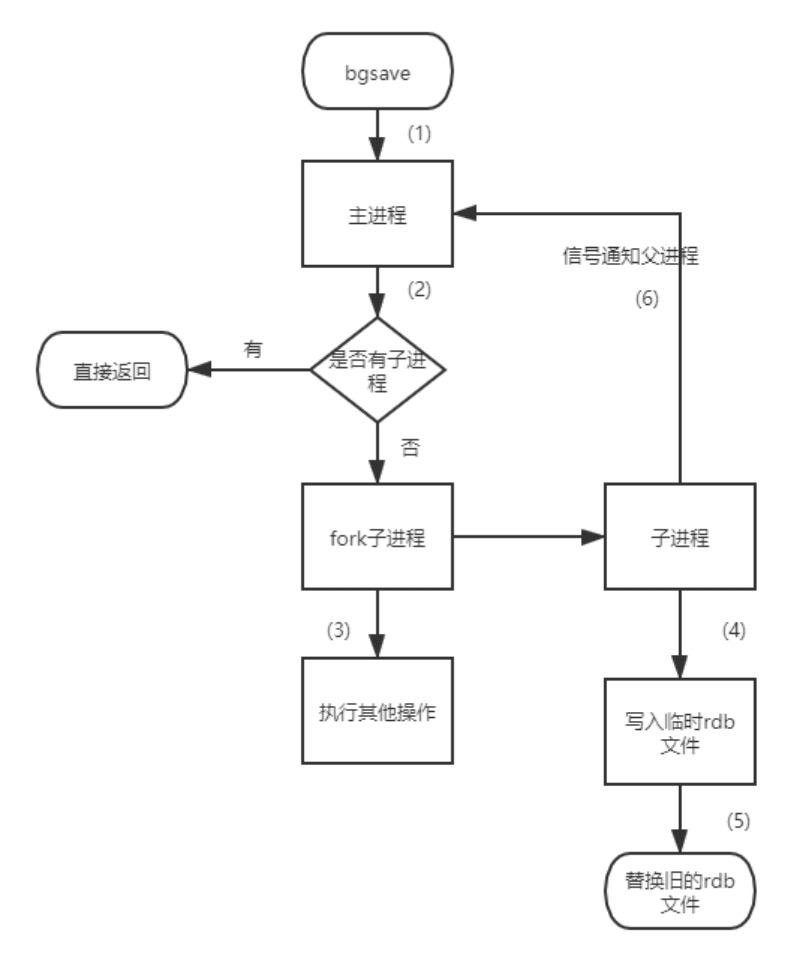 bgsave
(1)
主进程
信号通知父进程
(2)
(6)
有
是否有子进
程
直接返回
否
fork子进程
子进程
(3)
(4)
执行其他操作
写入临时rdb
文件
(5)
替换旧的rdb
文件